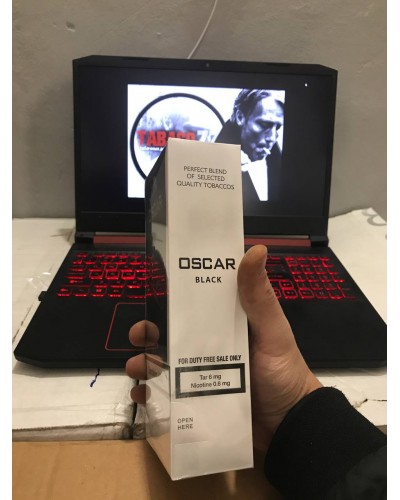 PERFECT BLEND
OF SELECTED
QUALITY TOBACCOS
OSCAR
BLACK
FOR DUTY FREE SALE ONLY
Tar 6 mg
Nicotine 0.6 mg
OPEN
HERE